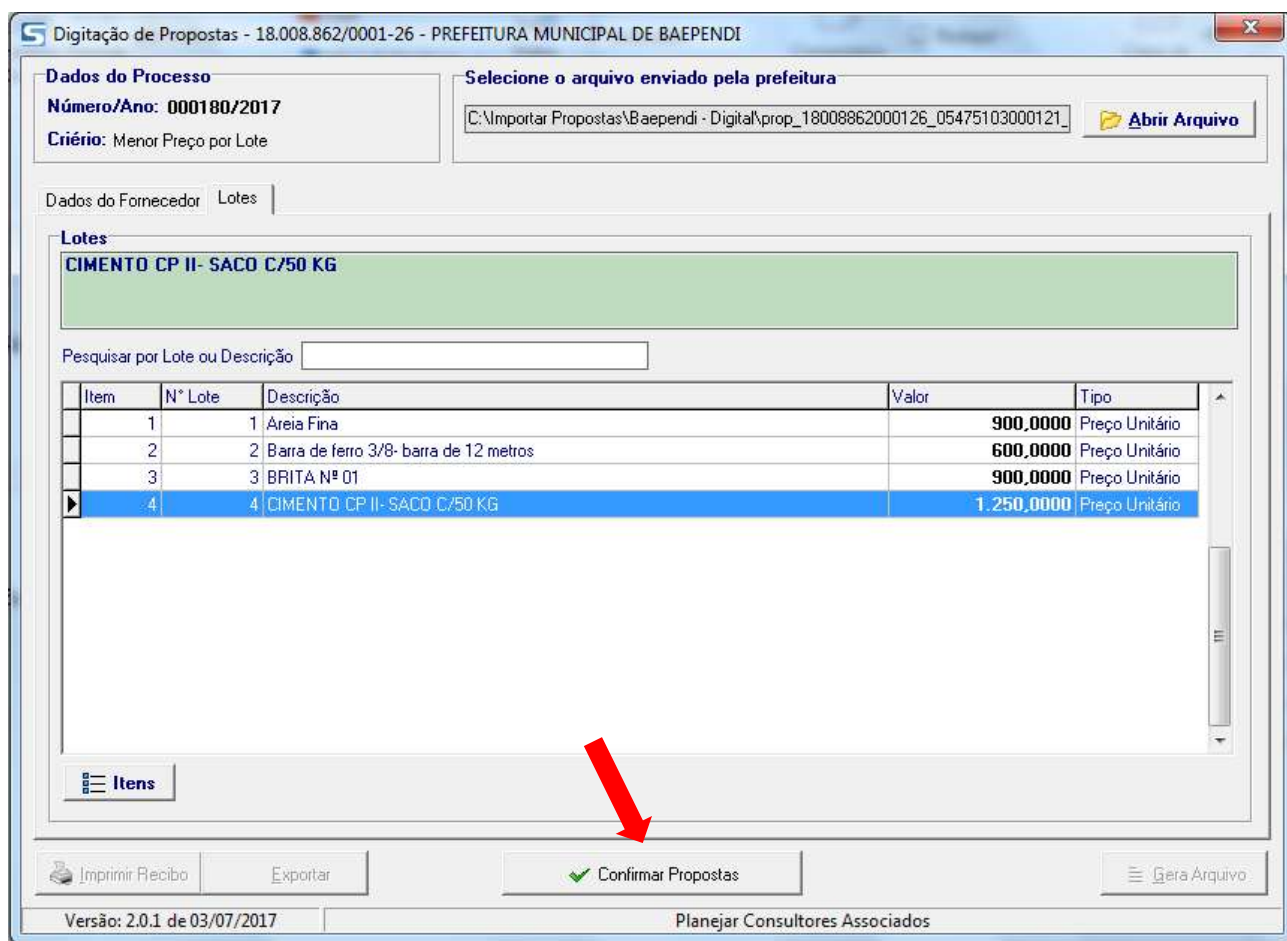 Digitação de Propostas - 18.008.862/0001-26 - PREFEITURA MUNICIPAL DE BAEPENDI
Dados do Processo
Número/Ano: 000180/2017
Criério: Menor Preço por Lote
Selecione o arquivo enviado pela prefeitura
C:\Importar Propostas\Baependi - Digital\prop_18008862000126_05475103000121_
Abrir Arquivo
Dados do Fornecedor Lotes
Lotes
CIMENTO CP II- SACO C/50 KG
Pesquisar por Lote ou Descrição
Item N° Lote Descrição Valor Tipo
1 1 Areia Fina 900,0000 Preço Unitário
2 2 Barra de ferro 3/8- barra de 12 metros 600,0000 Preço Unitário
3 3 BRITA Nº 01 900,0000 Preço Unitário
4 4 CIMENTO CP II- SACO C/50 KG 1.250,0000 Preço Unitário
Itens
Imprimir Recibo Exportar Confirmar Propostas Gera Arquivo
Versão: 2.0.1 de 03/07/2017 Planejar Consultores Associados